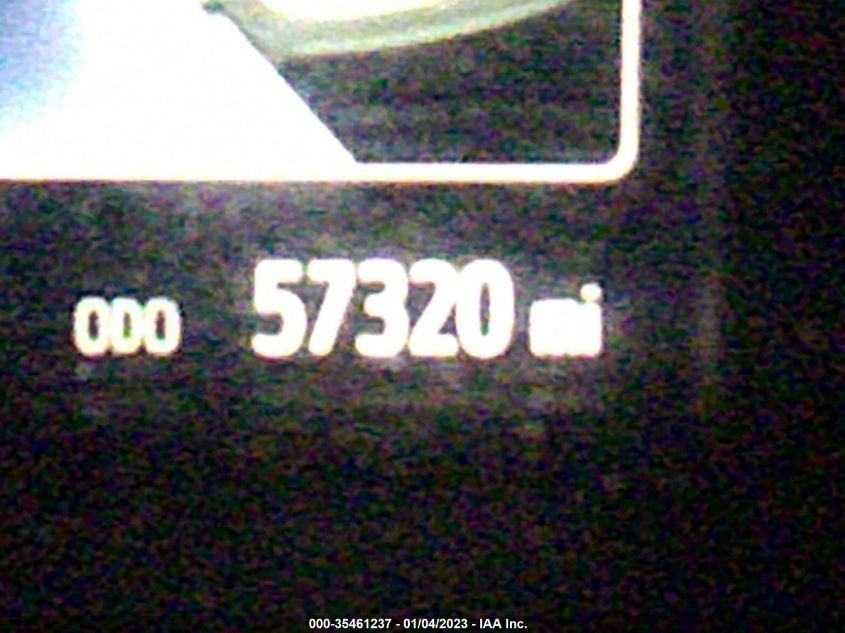 ODO 57320 mi
000-35461237 - 01/04/2023 - IAA Inc.